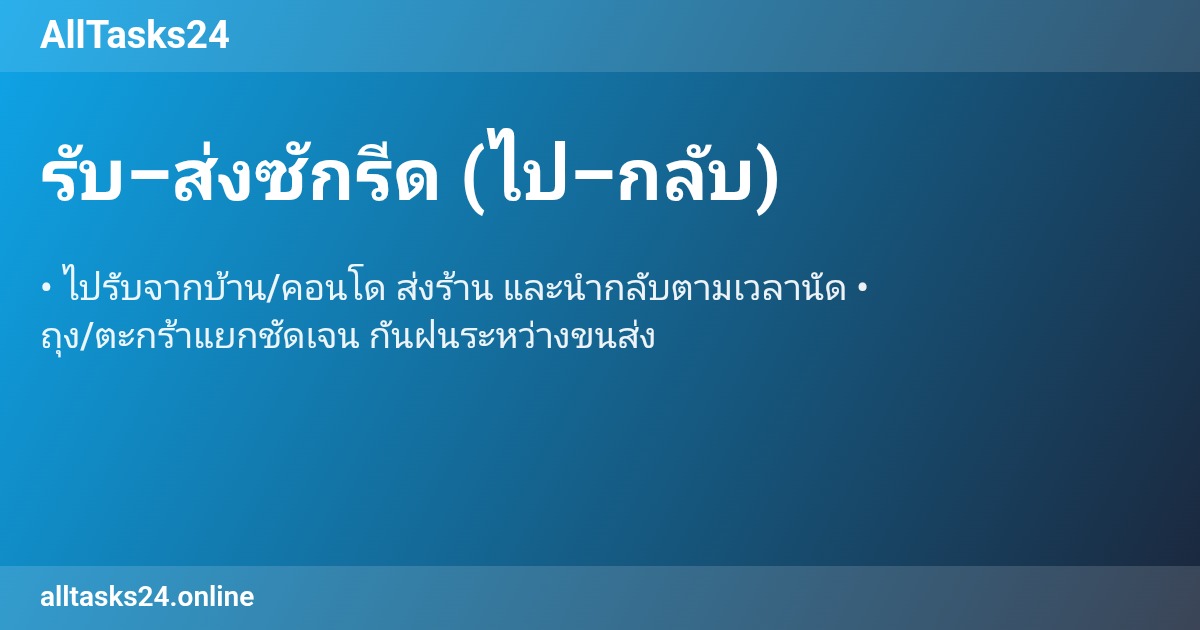 AllTasks24
รับ–ส่งซักรีด (ไป–กลับ)
• ไปรับจากบ้าน/คอนโด ส่งร้าน และนำกลับตามเวลานัด •
ถุง/ตะกร้าแยกชัดเจน กันฝนระหว่างขนส่ง
alltasks24.online